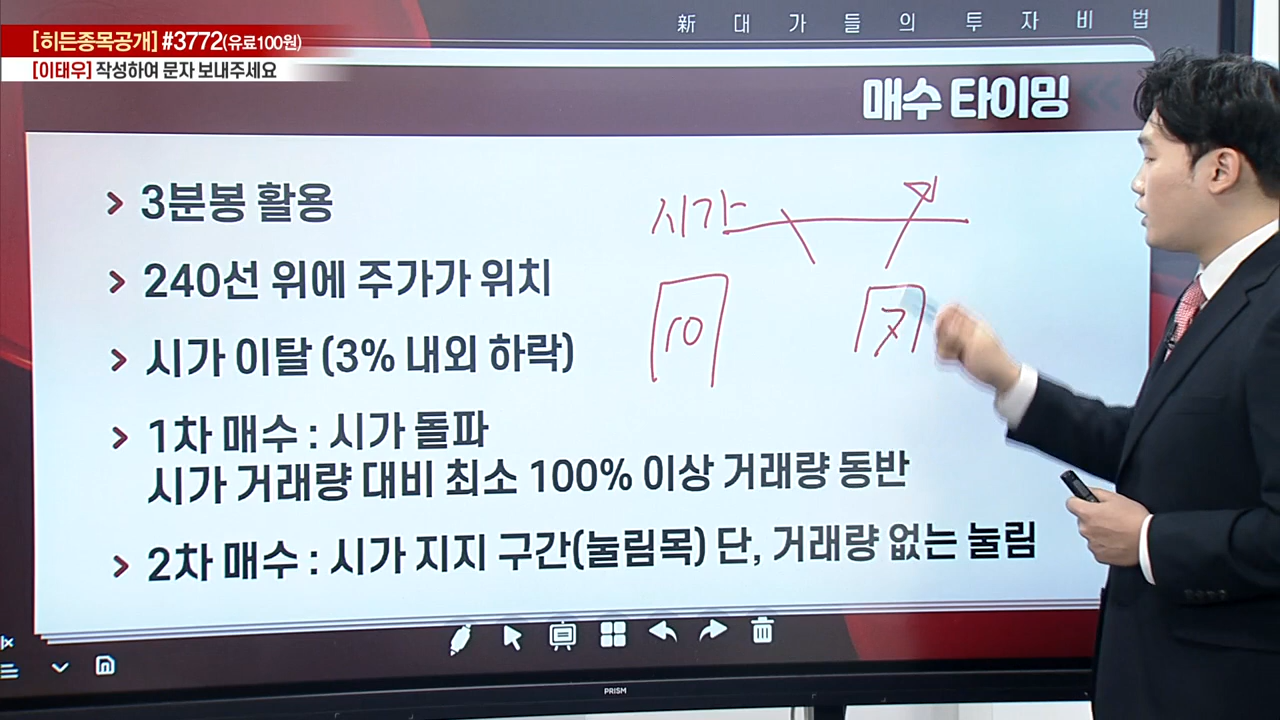 新 대가들의 투자비법
[히든종목공개] #3772(유료100원)
[이태우] 작성하여 문자 보내주세요
매수 타이밍
3분봉 활용
240선 위에 주가가 위치
시가 이탈 (3% 내외 하락)
1차 매수 : 시가 돌파
시가 거래량 대비 최소 100% 이상 거래량 동반
2차 매수 : 시가 지지 구간(눌림목) 단, 거래량 없는 눌림
시가
10
7
PRISM